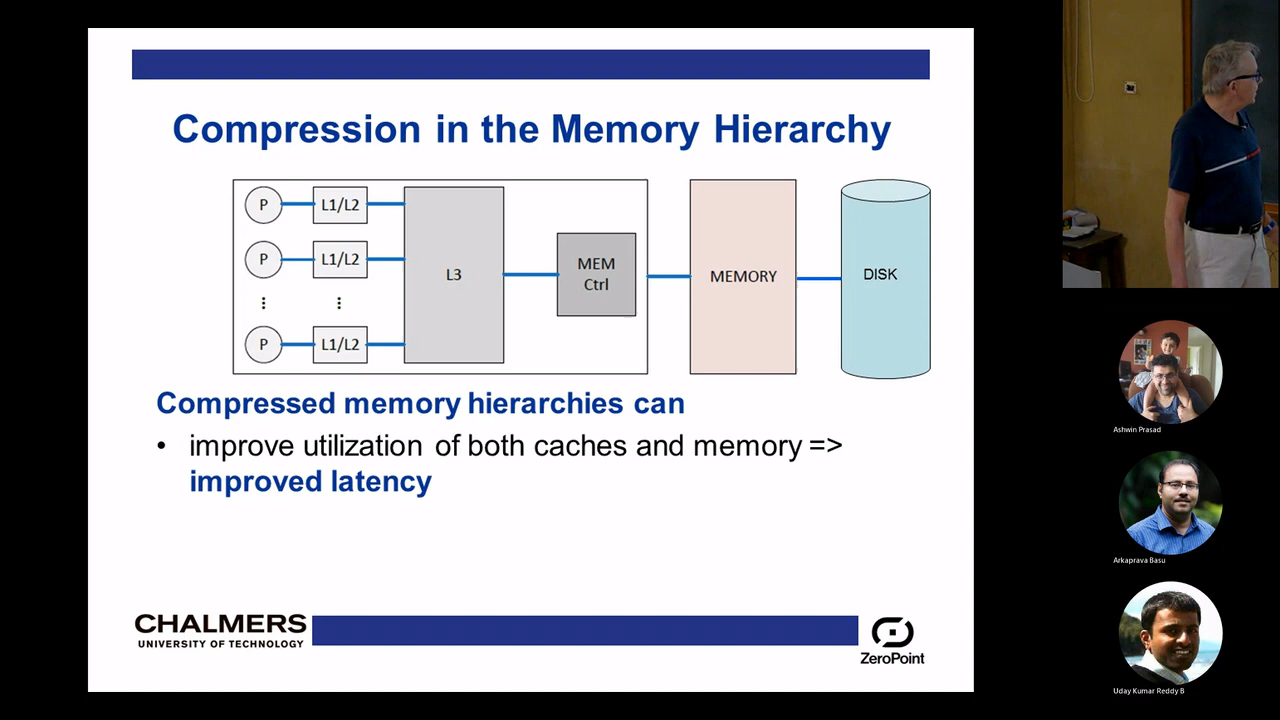 Compression in the Memory Hierarchy
P
L1/L2
P
L1/L2
P
L1/L2
L3
MEM
Ctrl
MEMORY
DISK
Compressed memory hierarchies can
• improve utilization of both caches and memory =>
improved latency
CHALMERS
UNIVERSITY OF TECHNOLOGY
ZeroPoint
Ashwin Prasad
Arkaprava Basu
Uday Kumar Reddy B